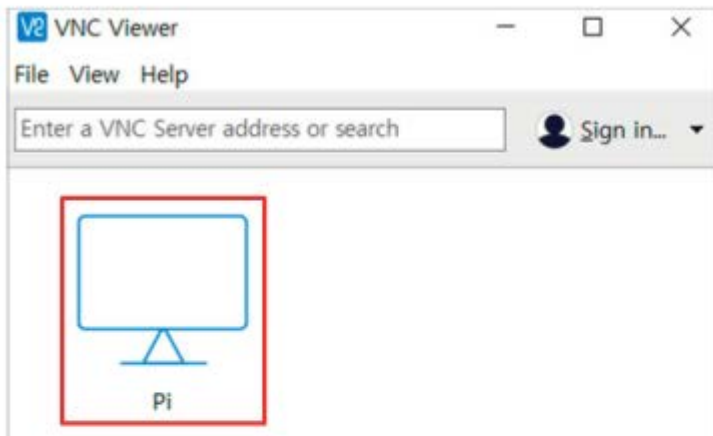 V2 VNC Viewer
File View Help
Enter a VNC Server address or search
Sign in...
Pi